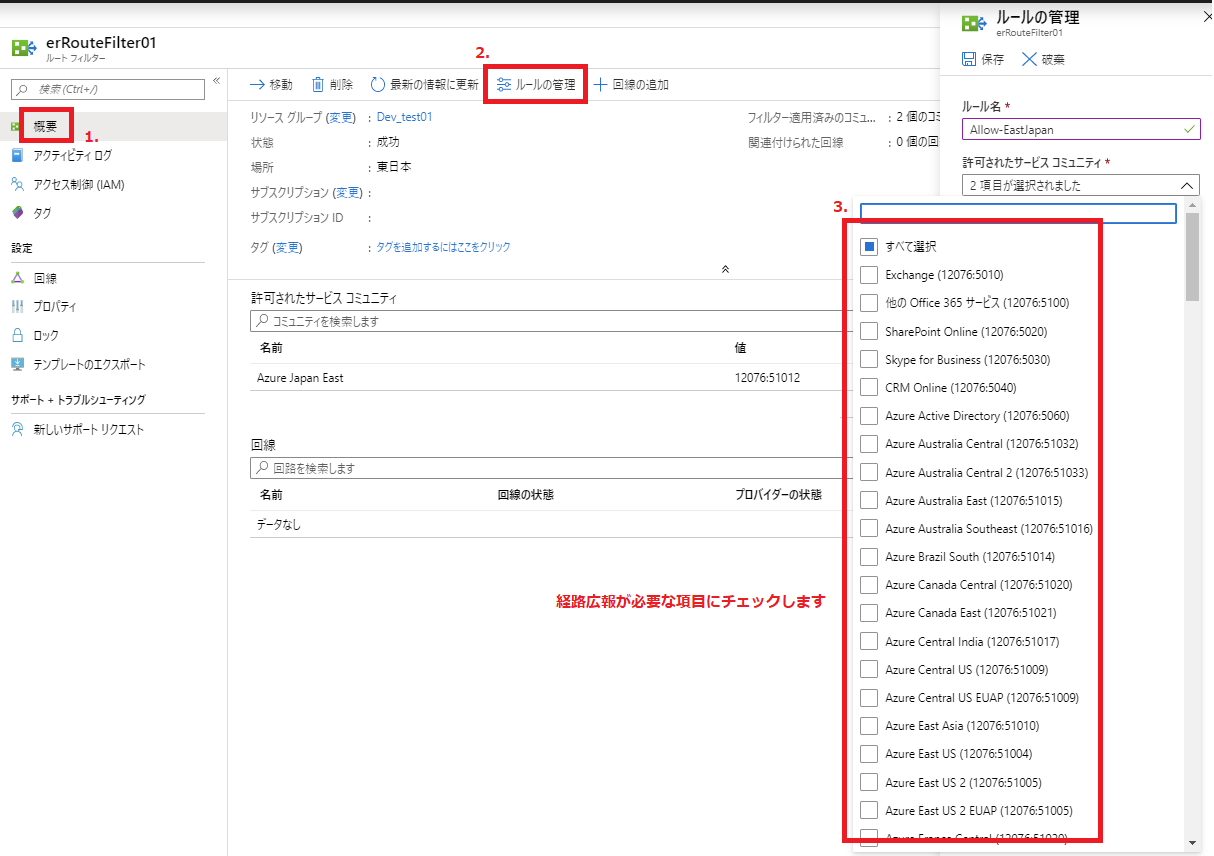 erRouteFilter01
ルート フィルター
検索 (Ctrl+/)
«
概要
1.
アクティビティ ログ
アクセス制御 (IAM)
タグ
設定
回線
プロパティ
ロック
テンプレートのエクスポート
サポート + トラブルシューティング
新しいサポート リクエスト
2.
移動
削除
最新の情報に更新
ルールの管理
回線の追加
リソース グループ (変更) : Dev_test01
状態 : 成功
場所 : 東日本
サブスクリプション (変更) :
サブスクリプション ID :
タグ (変更) : タグを追加するにはここをクリック
フィルター適用済みのコミュ... : 2 個のコミ
関連付けられた回線 : 0 個の回
許可されたサービス コミュニティ
コミュニティを検索します
名前 値
Azure Japan East 12076:51012
回線
回路を検索します
名前 回線の状態 プロバイダーの状態
データなし
経路広報が必要な項目にチェックします
ルールの管理
erRouteFilter01
保存 破棄
ルール名 *
Allow-EastJapan
許可されたサービス コミュニティ *
2 項目が選択されました
3.
すべて選択
Exchange (12076:5010)
他の Office 365 サービス (12076:5100)
SharePoint Online (12076:5020)
Skype for Business (12076:5030)
CRM Online (12076:5040)
Azure Active Directory (12076:5060)
Azure Australia Central (12076:51032)
Azure Australia Central 2 (12076:51033)
Azure Australia East (12076:51015)
Azure Australia Southeast (12076:51016)
Azure Brazil South (12076:51014)
Azure Canada Central (12076:51020)
Azure Canada East (12076:51021)
Azure Central India (12076:51017)
Azure Central US (12076:51009)
Azure Central US EUAP (12076:51009)
Azure East Asia (12076:51010)
Azure East US (12076:51004)
Azure East US 2 (12076:51005)
Azure East US 2 EUAP (12076:51005)
Azure France Central (12076:51030)